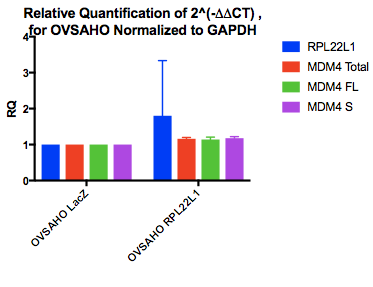 Relative Quantification of 2^(-ΔΔCT) ,
for OVSAHO Normalized to GAPDH
4
3
2
1
0
RQ
OVSAHO LacZ
OVSAHO RPL22L1
RPL22L1
MDM4 Total
MDM4 FL
MDM4 S